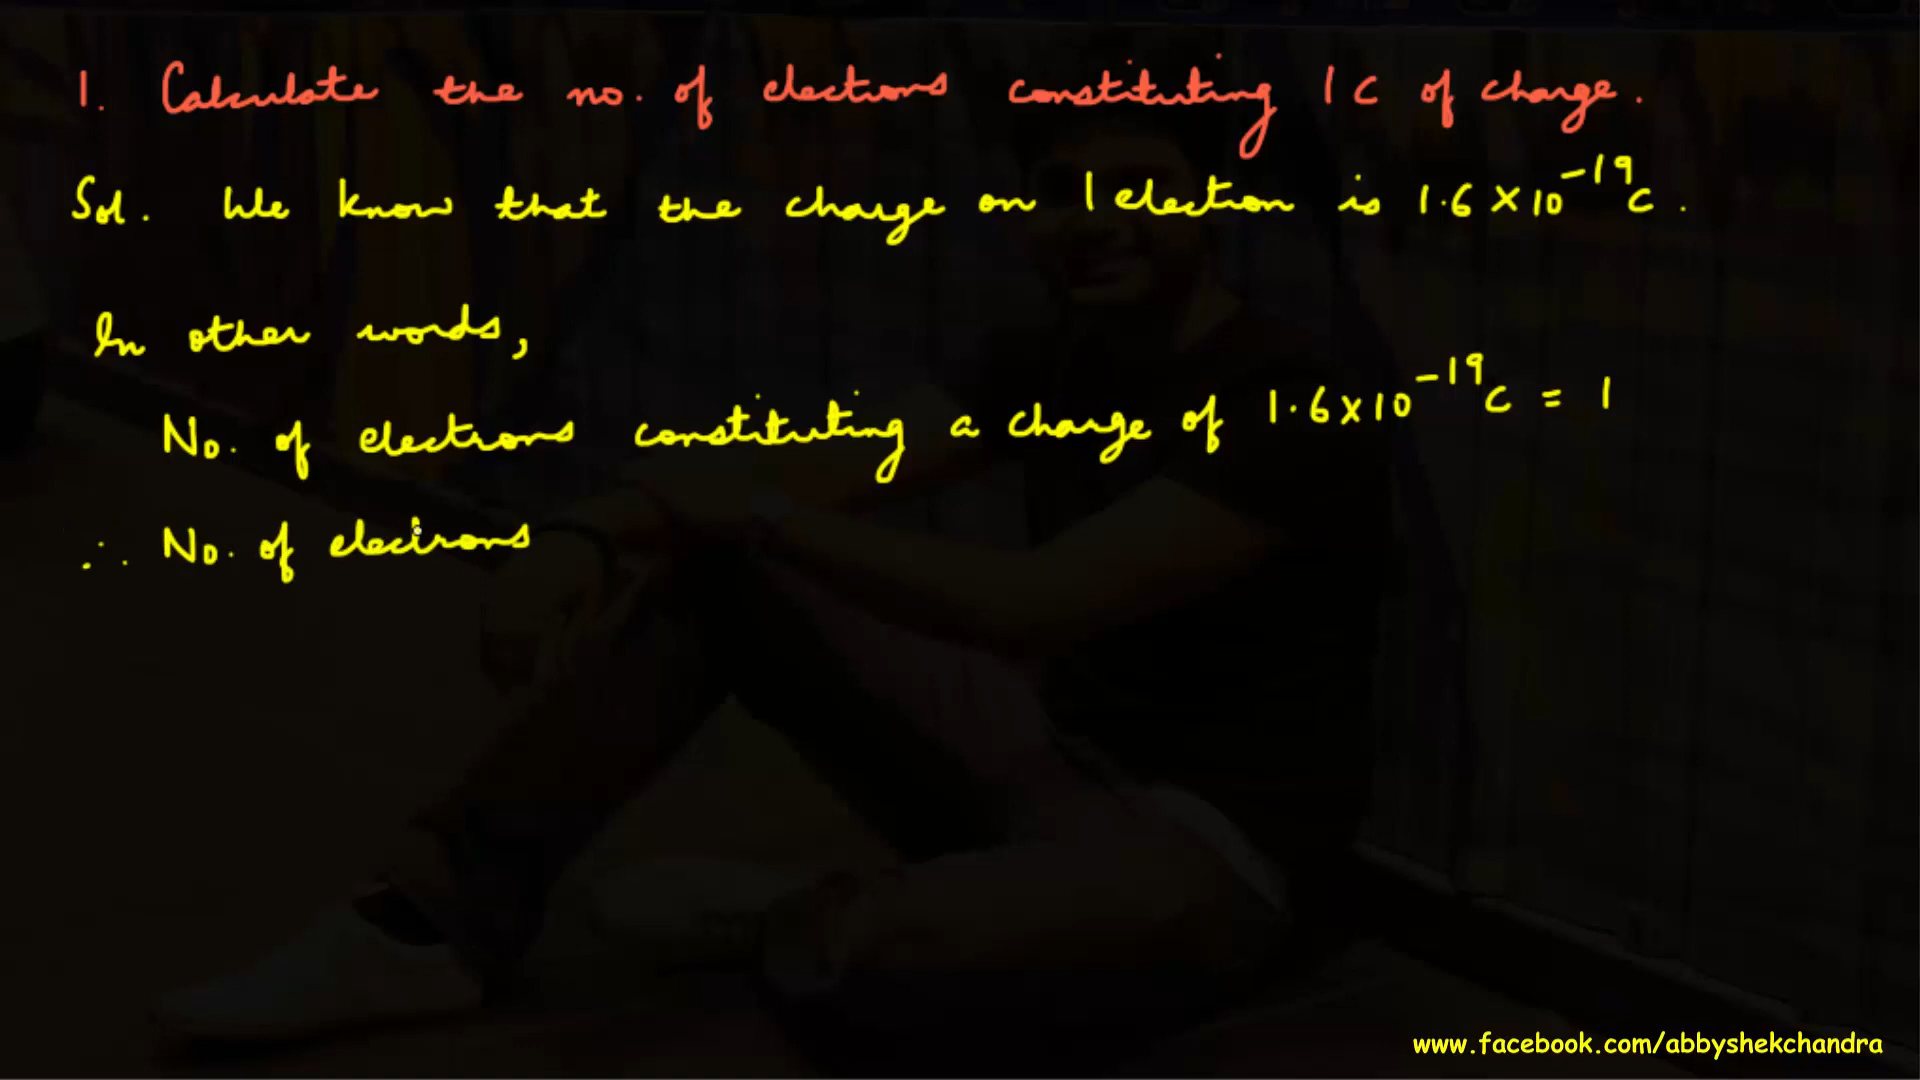 1. Calculate the no. of electrons constituting 1 C of charge.
Sol. We know that the charge on 1 electron is 1.6 × 10⁻¹⁹ C.
In other words,
No. of electrons constituting a charge of 1.6 × 10⁻¹⁹ C = 1
∴ No. of electrons
www.facebook.com/abbyshekchandra